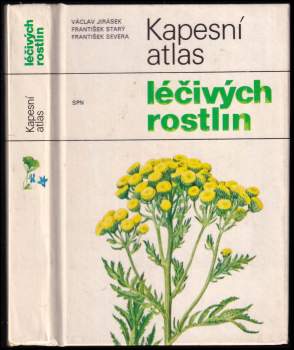 léčivých
rostlin
Kapesní
atlas
VÁCLAV JIRÁSEK
FRANTIŠEK STARÝ
FRANTIŠEK SEVERA
SPN
Kapesní
atlas
léčivých
rostlin